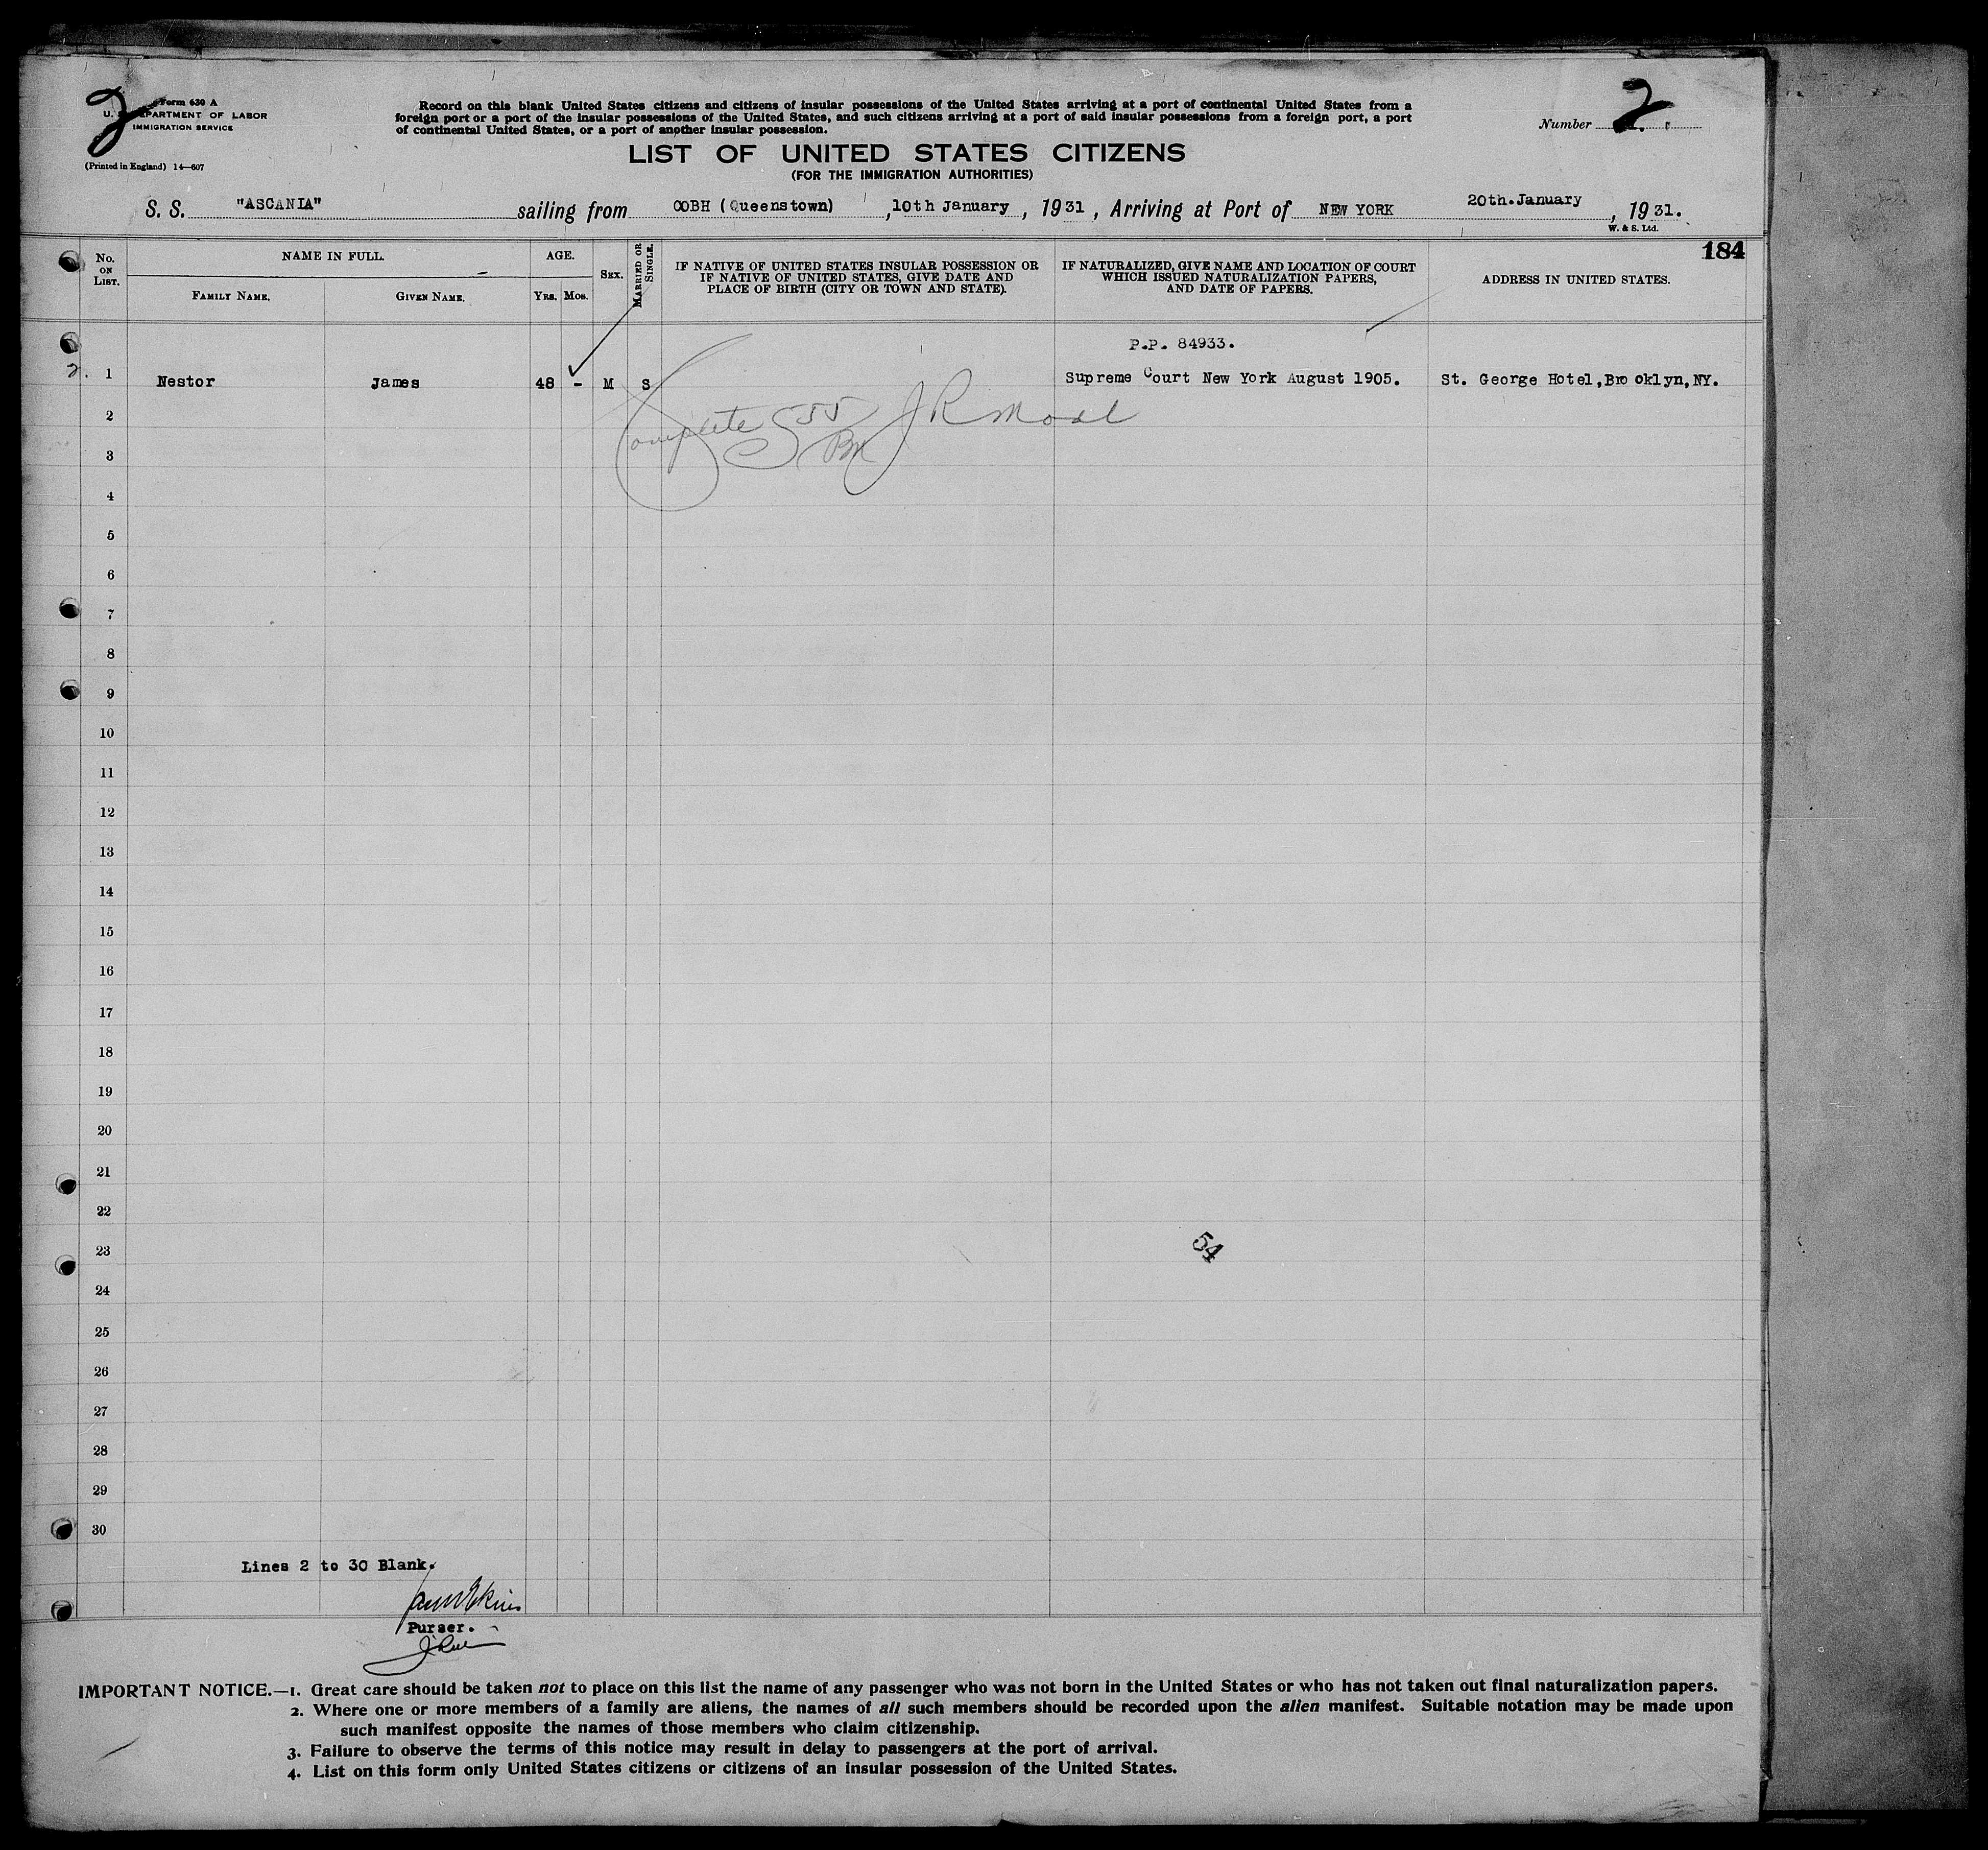 2
Form 630 A
U. S. DEPARTMENT OF LABOR
IMMIGRATION SERVICE
(Printed in England) 14—607
Record on this blank United States citizens and citizens of insular possessions of the United States arriving at a port of continental United States from a
foreign port or a port of the insular possessions of the United States, and such citizens arriving at a port of said insular possessions from a foreign port, a port
of continental United States, or a port of another insular possession.
Number 2
LIST OF UNITED STATES CITIZENS
(FOR THE IMMIGRATION AUTHORITIES)
S. S. "ASCANIA" sailing from COBH (Queenstown) , 10th January , 1931 , Arriving at Port of NEW YORK 20th.January , 1931.
W. & S. Ltd.
184
No. ON LIST.
NAME IN FULL.
FAMILY NAME. GIVEN NAME.
AGE.
YRS. MOS.
SEX.
MARRIED OR SINGLE.
IF NATIVE OF UNITED STATES INSULAR POSSESSION OR
IF NATIVE OF UNITED STATES, GIVE DATE AND
PLACE OF BIRTH (CITY OR TOWN AND STATE).
IF NATURALIZED, GIVE NAME AND LOCATION OF COURT
WHICH ISSUED NATURALIZATION PAPERS,
AND DATE OF PAPERS.
ADDRESS IN UNITED STATES.
P.P. 84933.
2. 1 Nestor James 48 - M S Supreme Court New York August 1905. St. George Hotel,Brooklyn,NY.
Complete
2
3
4
5
6
7
8
9
10
11
12
13
14
15
16
17
18
19
20
21
22
23
54
24
25
26
27
28
29
30
Lines 2 to 30 Blank.
Purser.
IMPORTANT NOTICE.—1. Great care should be taken not to place on this list the name of any passenger who was not born in the United States or who has not taken out final naturalization papers.
2. Where one or more members of a family are aliens, the names of all such members should be recorded upon the alien manifest. Suitable notation may be made upon
such manifest opposite the names of those members who claim citizenship.
3. Failure to observe the terms of this notice may result in delay to passengers at the port of arrival.
4. List on this form only United States citizens or citizens of an insular possession of the United States.